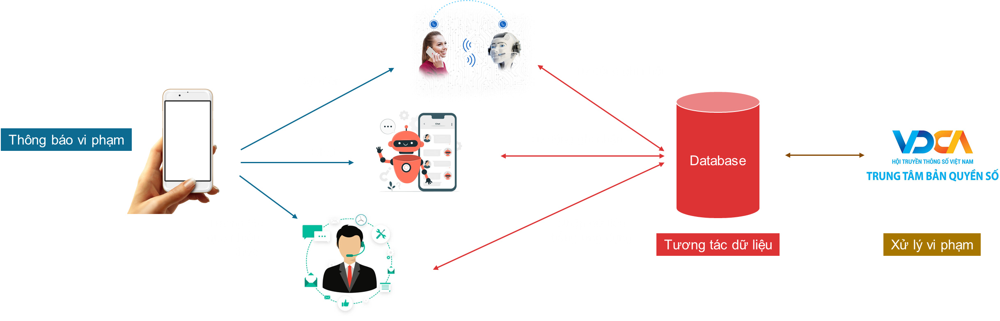 Thông báo vi phạm
Chat
Database
VDCA
HỘI TRUYỀN THÔNG SỐ VIỆT NAM
TRUNG TÂM BẢN QUYỀN SỐ
Tương tác dữ liệu
Xử lý vi phạm